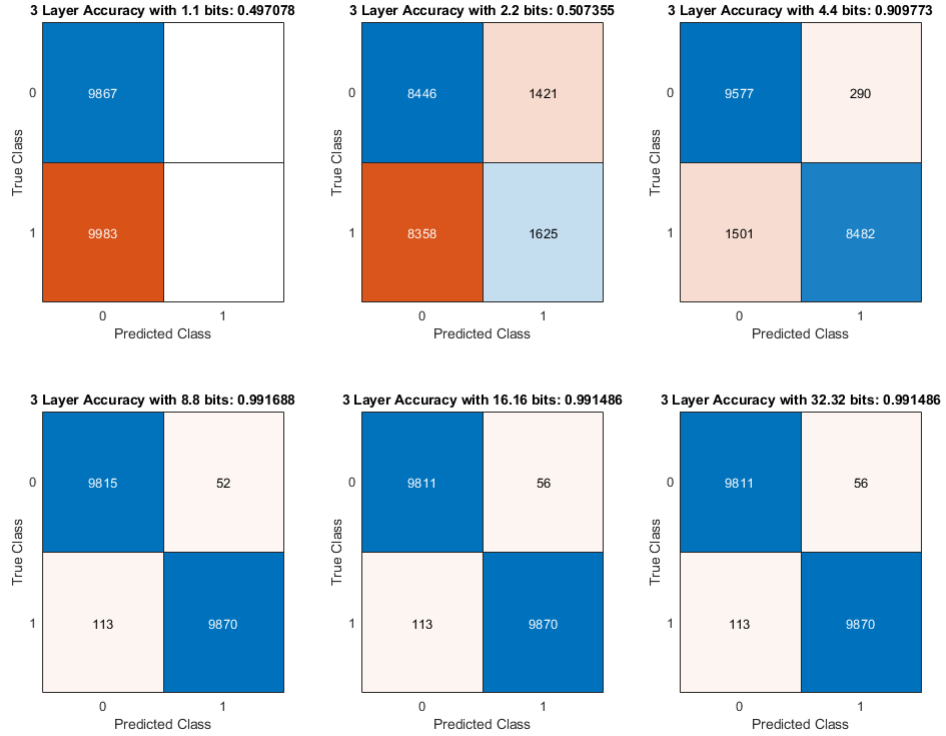 3 Layer Accuracy with 1.1 bits: 0.497078
0
9867
True Class
1
9983
0
1
Predicted Class
3 Layer Accuracy with 2.2 bits: 0.507355
0
8446
1421
True Class
1
8358
1625
0
1
Predicted Class
3 Layer Accuracy with 4.4 bits: 0.909773
0
9577
290
True Class
1
1501
8482
0
1
Predicted Class
3 Layer Accuracy with 8.8 bits: 0.991688
0
9815
52
True Class
1
113
9870
0
1
Predicted Class
3 Layer Accuracy with 16.16 bits: 0.991486
0
9811
56
True Class
1
113
9870
0
1
Predicted Class
3 Layer Accuracy with 32.32 bits: 0.991486
0
9811
56
True Class
1
113
9870
0
1
Predicted Class